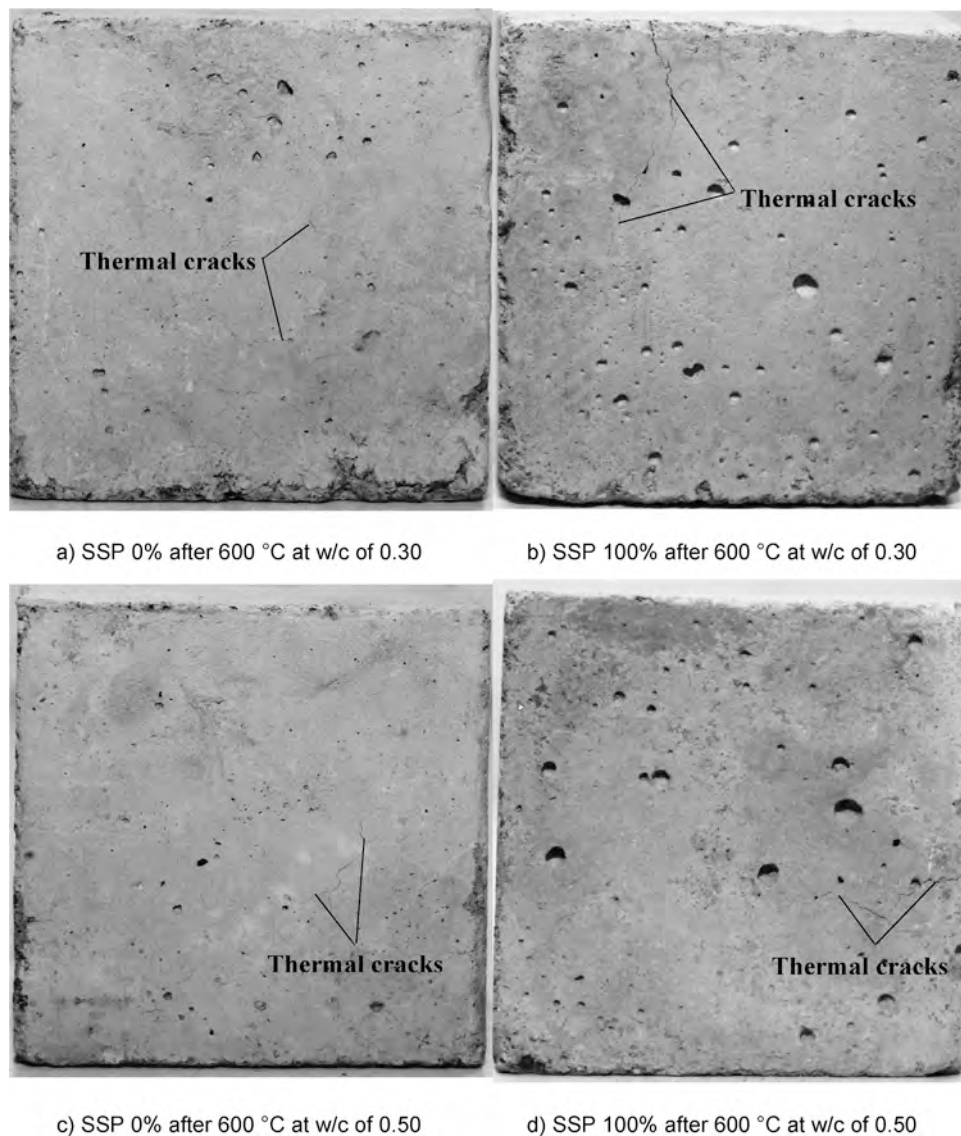 Thermal cracks
Thermal cracks
a) SSP 0% after 600 °C at w/c of 0.30
b) SSP 100% after 600 °C at w/c of 0.30
Thermal cracks
Thermal cracks
c) SSP 0% after 600 °C at w/c of 0.50
d) SSP 100% after 600 °C at w/c of 0.50